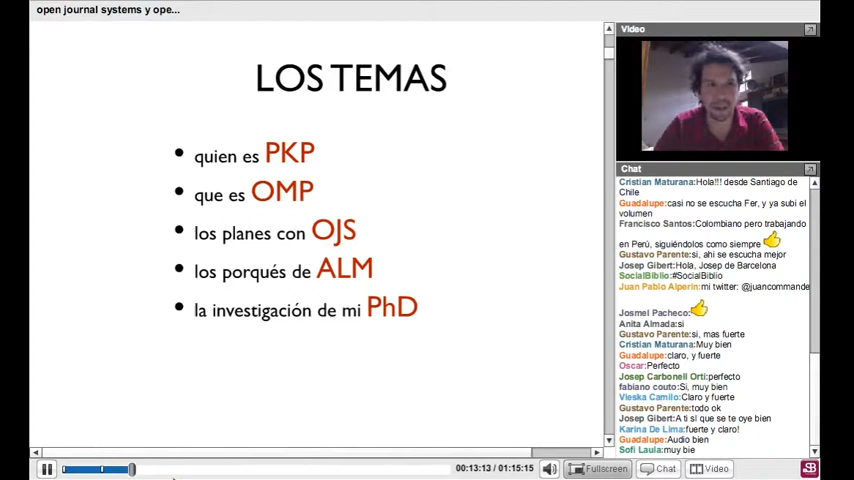 open journal systems y ope...
LOS TEMAS
• quien es PKP
• que es OMP
• los planes con OJS
• los porqués de ALM
• la investigación de mi PhD
Video
Chat
Cristian Maturana:Hola!!! desde Santiago de
Chile
Guadalupe:casi no se escucha Fer, y ya subi el
volumen
Francisco Santos:Colombiano pero trabajando
en Perú, siguiéndolos como siempre
Gustavo Parente:si, ahi se escucha mejor
Josep Gibert:Hola, Josep de Barcelona
SocialBiblio:#SocialBiblio
Juan Pablo Alperin:mi twitter: @juancommande
Josmel Pacheco:
Anita Almada:si
Gustavo Parente:si, mas fuerte
Cristian Maturana:Muy bien
Guadalupe:claro, y fuerte
Oscar:Perfecto
Josep Carbonell Orti:perfecto
fabiano couto:Si, muy bien
Vieska Camilo:Claro y fuerte
Gustavo Parente:todo ok
Josep Gibert:A ti sI que se te oye bien
Karina De Lima:fuerte y claro!
Guadalupe:Audio bien
Sofi Laula:muy bie
00:13:13 / 01:15:15
Fullscreen
Chat
Video
SB